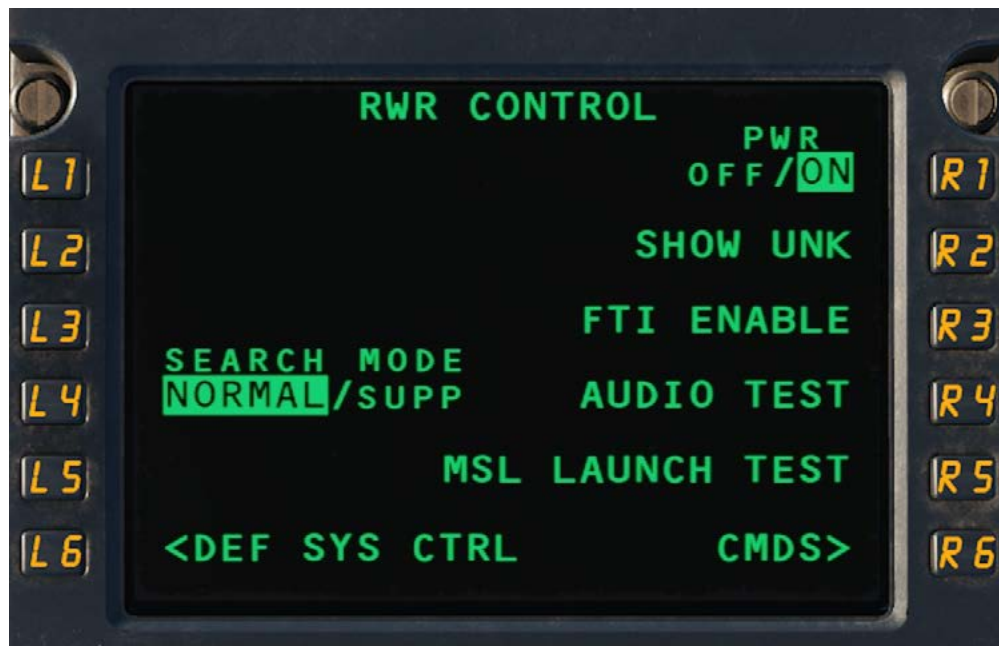 RWR CONTROL
PWR
L1 OFF/ON R1
L2 SHOW UNK R2
L3 FTI ENABLE R3
SEARCH MODE
L4 NORMAL/SUPP AUDIO TEST R4
L5 MSL LAUNCH TEST R5
L6 <DEF SYS CTRL CMDS> R6